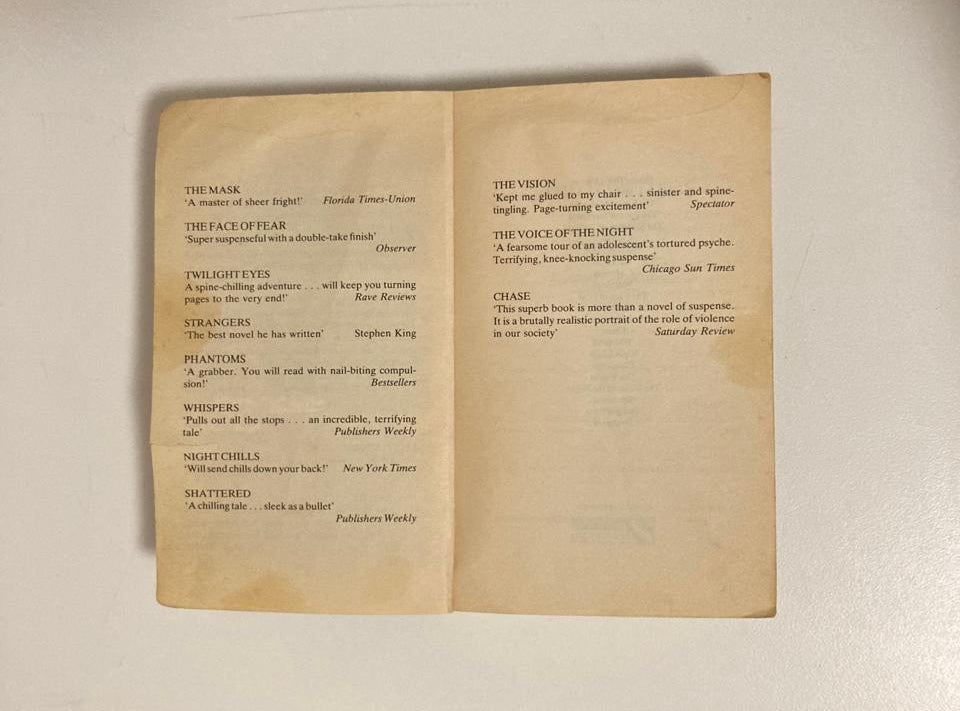 THE MASK
'A master of sheer fright!' Florida Times-Union
THE FACE OF FEAR
'Super suspenseful with a double-take finish'
Observer
TWILIGHT EYES
A spine-chilling adventure . . . will keep you turning
pages to the very end!' Rave Reviews
STRANGERS
'The best novel he has written' Stephen King
PHANTOMS
'A grabber. You will read with nail-biting compul-
sion!' Bestsellers
WHISPERS
'Pulls out all the stops . . . an incredible, terrifying
tale' Publishers Weekly
NIGHT CHILLS
'Will send chills down your back!' New York Times
SHATTERED
'A chilling tale . . . sleek as a bullet'
Publishers Weekly
THE VISION
'Kept me glued to my chair . . . sinister and spine-
tingling. Page-turning excitement' Spectator
THE VOICE OF THE NIGHT
'A fearsome tour of an adolescent's tortured psyche.
Terrifying, knee-knocking suspense'
Chicago Sun Times
CHASE
'This superb book is more than a novel of suspense.
It is a brutally realistic portrait of the role of violence
in our society' Saturday Review